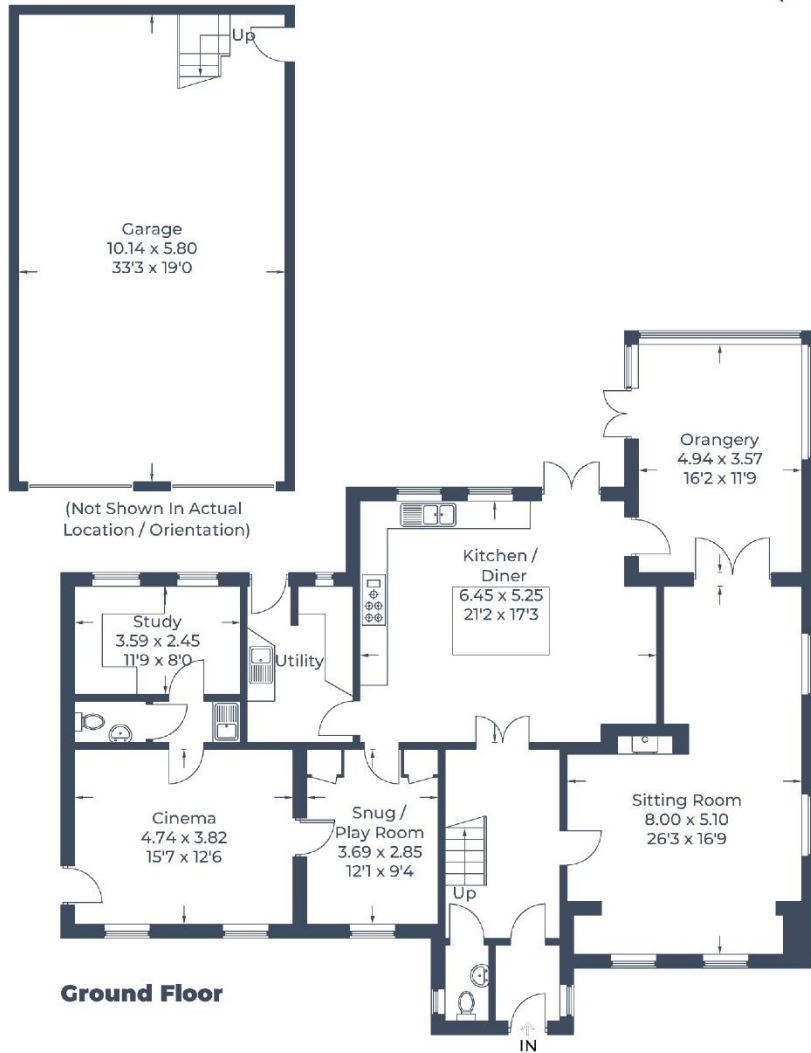 Up
Garage
10.14 x 5.80
33'3 x 19'0
(Not Shown In Actual
Location / Orientation)
Orangery
4.94 x 3.57
16'2 x 11'9
Kitchen /
Diner
6.45 x 5.25
21'2 x 17'3
Study
3.59 x 2.45
11'9 x 8'0
Utility
Cinema
4.74 x 3.82
15'7 x 12'6
Snug /
Play Room
3.69 x 2.85
12'1 x 9'4
Up
Sitting Room
8.00 x 5.10
26'3 x 16'9
Ground Floor
IN